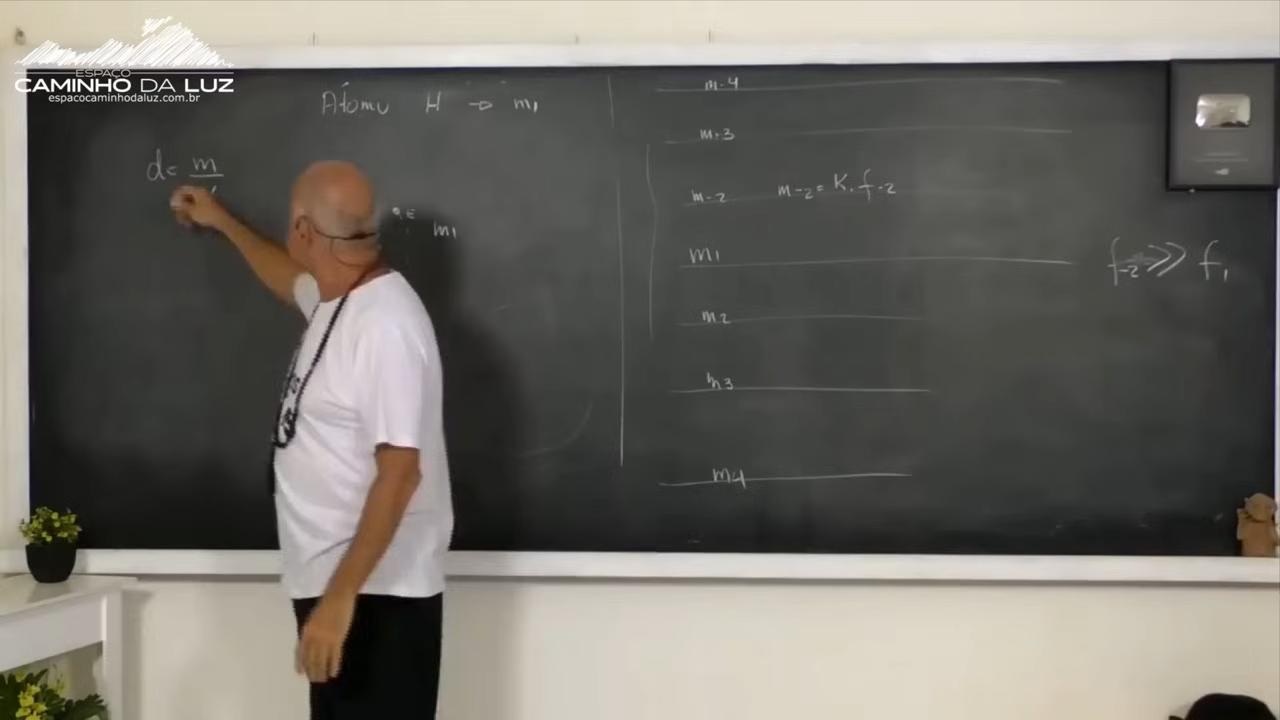 ESPAÇO
CAMINHO DA LUZ
espacocaminhodaluz.com.br
Átomo H → m₁
d = m
m₁
m-4
m-3
m-2 m-2 = K. f-2
m₁
m2
m3
m4
f-2 >> f₁